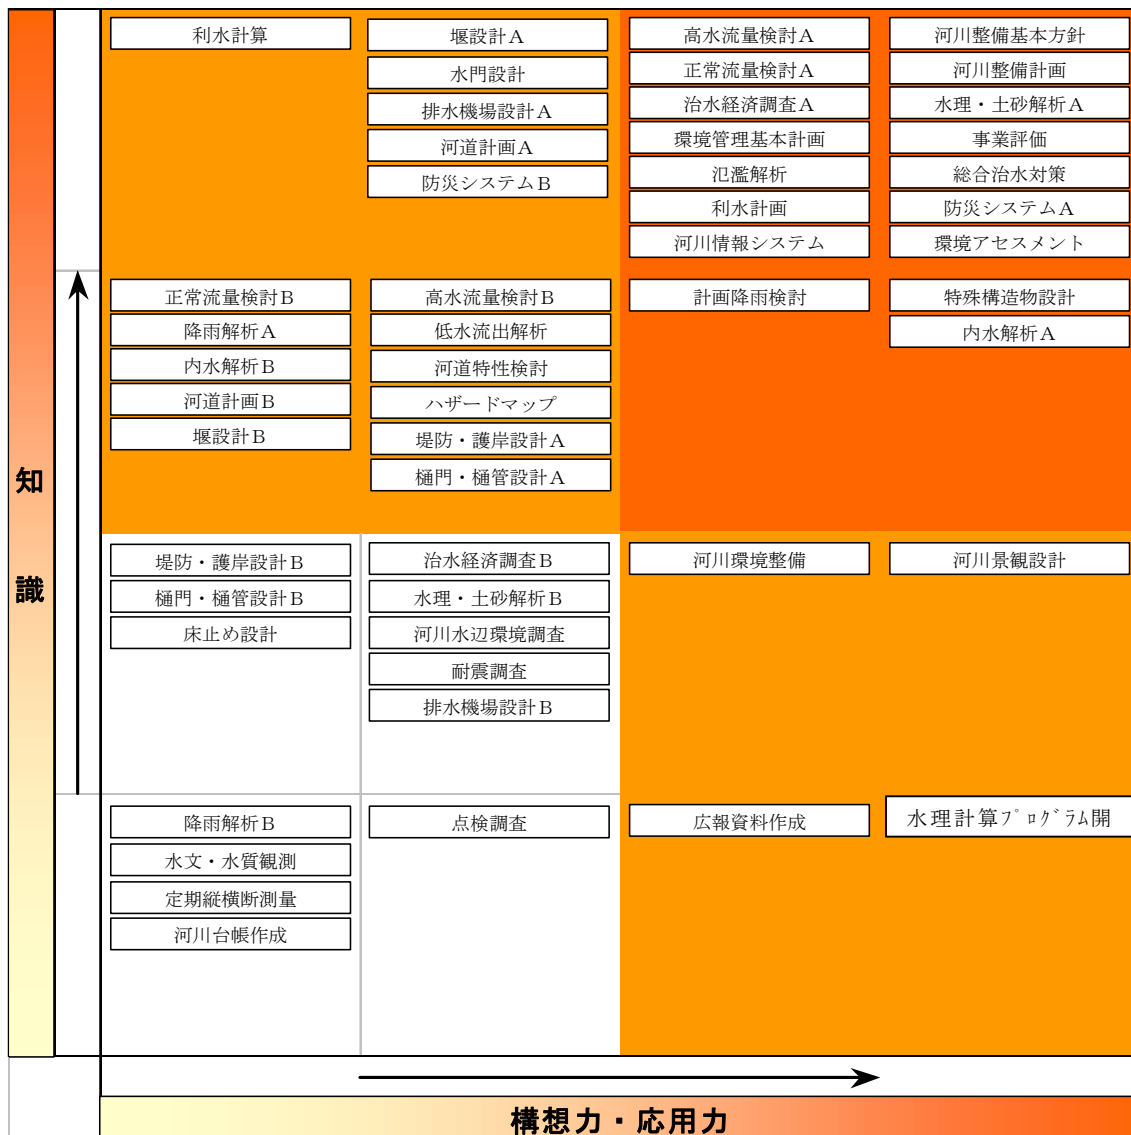 利水計算
堰設計A
水門設計
排水機場設計A
河道計画A
防災システムB
高水流量検討A
正常流量検討A
治水経済調査A
環境管理基本計画
氾濫解析
利水計画
河川情報システム
河川整備基本方針
河川整備計画
水理・土砂解析A
事業評価
総合治水対策
防災システムA
環境アセスメント
正常流量検討B
降雨解析A
内水解析B
河道計画B
堰設計B
高水流量検討B
低水流出解析
河道特性検討
ハザードマップ
堤防・護岸設計A
樋門・樋管設計A
計画降雨検討
特殊構造物設計
内水解析A
堤防・護岸設計B
樋門・樋管設計B
床止め設計
治水経済調査B
水理・土砂解析B
河川水辺環境調査
耐震調査
排水機場設計B
河川環境整備
河川景観設計
降雨解析B
水文・水質観測
定期縦横断測量
河川台帳作成
点検調査
広報資料作成
水理計算ﾌﾟﾛｸﾞﾗﾑ開
知識
構想力・応用力